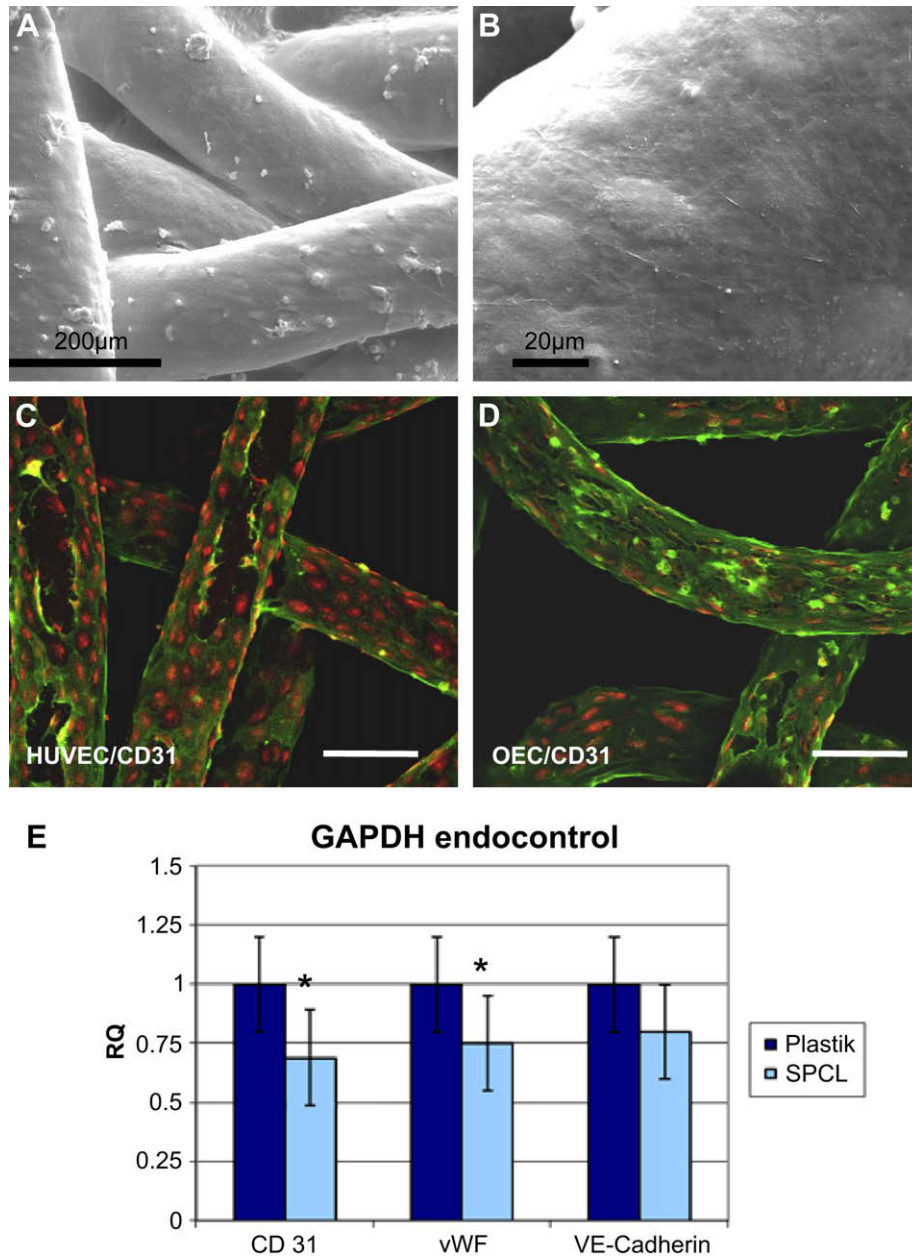 A
B
200μm
20μm
C
D
HUVEC/CD31
OEC/CD31
E
GAPDH endocontrol
1.5
1.25
*
*
1
RQ
0.75
Plastik
SPCL
0.5
0.25
0
CD 31
vWF
VE-Cadherin